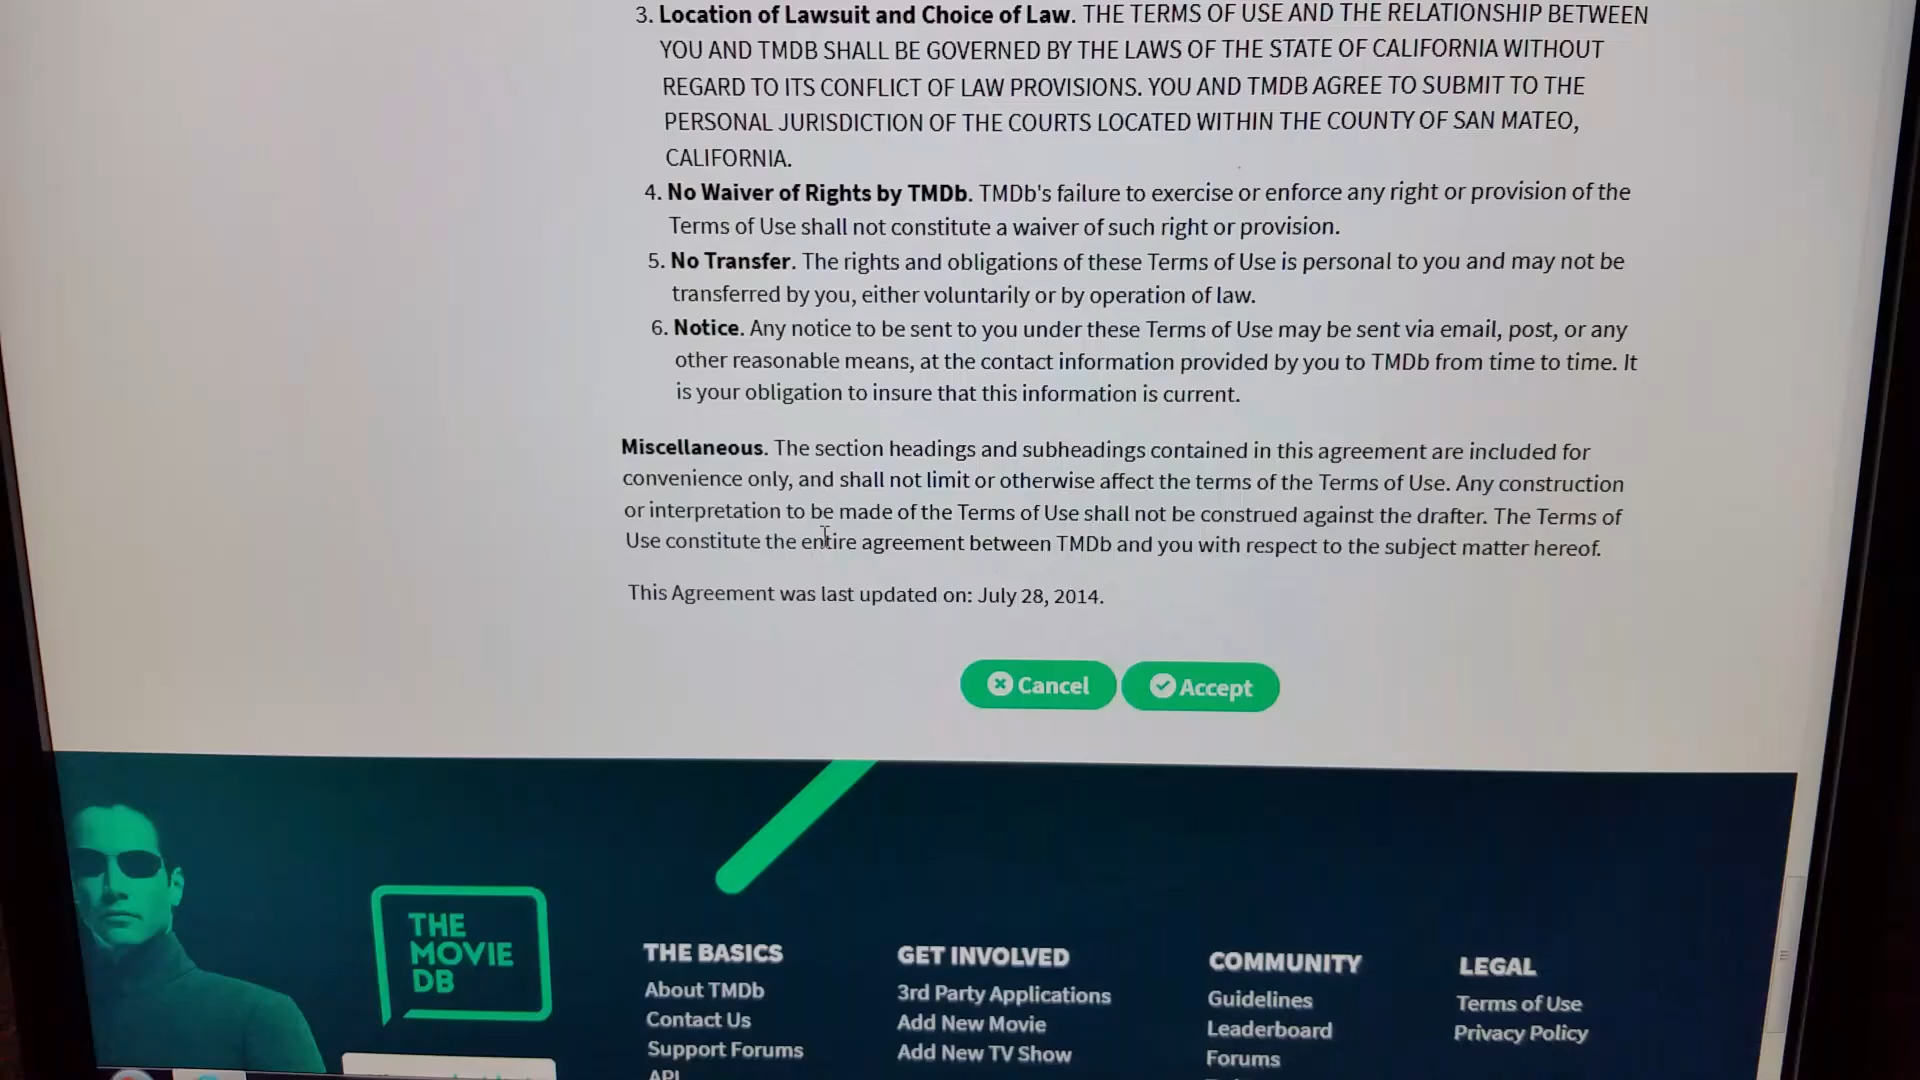 3. Location of Lawsuit and Choice of Law. THE TERMS OF USE AND THE RELATIONSHIP BETWEEN
YOU AND TMDB SHALL BE GOVERNED BY THE LAWS OF THE STATE OF CALIFORNIA WITHOUT
REGARD TO ITS CONFLICT OF LAW PROVISIONS. YOU AND TMDB AGREE TO SUBMIT TO THE
PERSONAL JURISDICTION OF THE COURTS LOCATED WITHIN THE COUNTY OF SAN MATEO,
CALIFORNIA.
4. No Waiver of Rights by TMDb. TMDb's failure to exercise or enforce any right or provision of the
Terms of Use shall not constitute a waiver of such right or provision.
5. No Transfer. The rights and obligations of these Terms of Use is personal to you and may not be
transferred by you, either voluntarily or by operation of law.
6. Notice. Any notice to be sent to you under these Terms of Use may be sent via email, post, or any
other reasonable means, at the contact information provided by you to TMDb from time to time. It
is your obligation to insure that this information is current.
Miscellaneous. The section headings and subheadings contained in this agreement are included for
convenience only, and shall not limit or otherwise affect the terms of the Terms of Use. Any construction
or interpretation to be made of the Terms of Use shall not be construed against the drafter. The Terms of
Use constitute the entire agreement between TMDb and you with respect to the subject matter hereof.
This Agreement was last updated on: July 28, 2014.
Cancel Accept
THE
MOVIE
DB
THE BASICS
About TMDb
Contact Us
Support Forums
API
GET INVOLVED
3rd Party Applications
Add New Movie
Add New TV Show
COMMUNITY
Guidelines
Leaderboard
Forums
LEGAL
Terms of Use
Privacy Policy